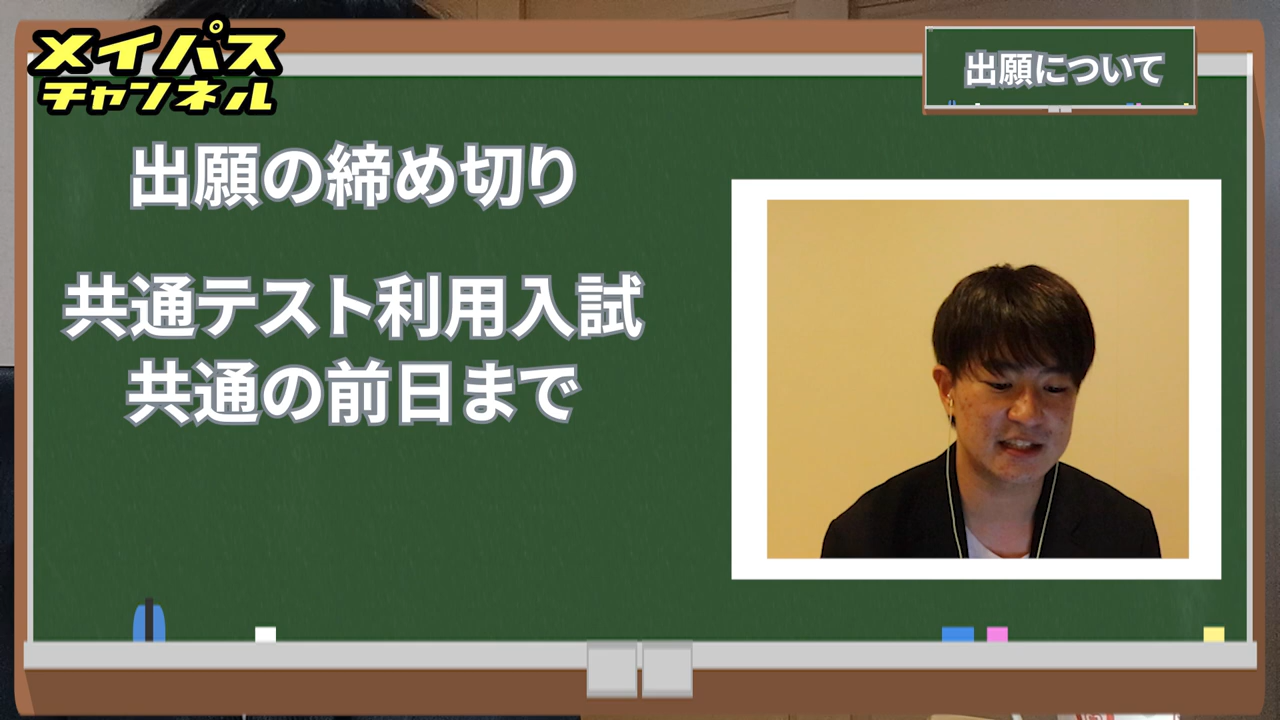 メイパス
チャンネル
出願について
出願の締め切り
共通テスト利用入試
共通の前日まで